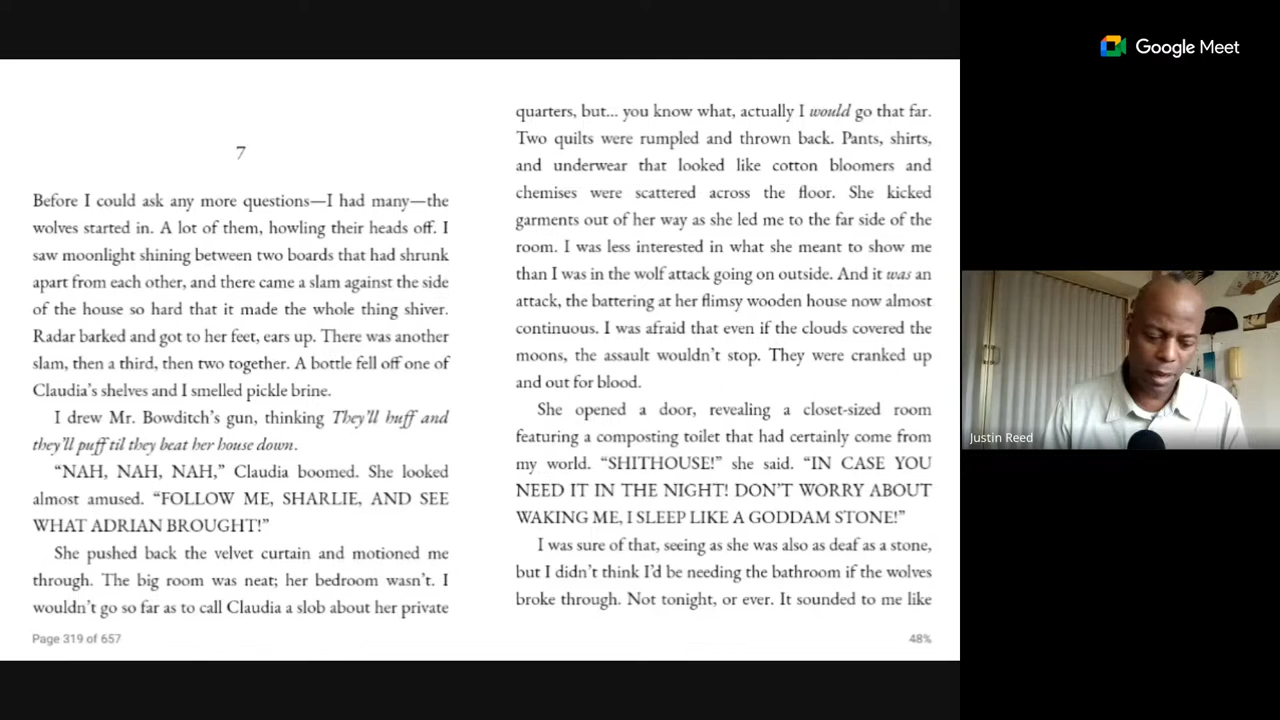 Google Meet
7
Before I could ask any more questions—I had many—the
wolves started in. A lot of them, howling their heads off. I
saw moonlight shining between two boards that had shrunk
apart from each other, and there came a slam against the side
of the house so hard that it made the whole thing shiver.
Radar barked and got to her feet, ears up. There was another
slam, then a third, then two together. A bottle fell off one of
Claudia's shelves and I smelled pickle brine.
I drew Mr. Bowditch's gun, thinking They'll huff and
they'll puff til they beat her house down.
“NAH, NAH, NAH,” Claudia boomed. She looked
almost amused. “FOLLOW ME, SHARLIE, AND SEE
WHAT ADRIAN BROUGHT!”
She pushed back the velvet curtain and motioned me
through. The big room was neat; her bedroom wasn't. I
wouldn't go so far as to call Claudia a slob about her private
Page 319 of 657
quarters, but... you know what, actually I would go that far.
Two quilts were rumpled and thrown back. Pants, shirts,
and underwear that looked like cotton bloomers and
chemises were scattered across the floor. She kicked
garments out of her way as she led me to the far side of the
room. I was less interested in what she meant to show me
than I was in the wolf attack going on outside. And it was an
attack, the battering at her flimsy wooden house now almost
continuous. I was afraid that even if the clouds covered the
moons, the assault wouldn't stop. They were cranked up
and out for blood.
She opened a door, revealing a closet-sized room
featuring a composting toilet that had certainly come from
my world. “SHITHOUSE!” she said. “IN CASE YOU
NEED IT IN THE NIGHT! DON'T WORRY ABOUT
WAKING ME, I SLEEP LIKE A GODDAM STONE!”
I was sure of that, seeing as she was also as deaf as a stone,
but I didn't think I'd be needing the bathroom if the wolves
broke through. Not tonight, or ever. It sounded to me like
48%
Justin Reed